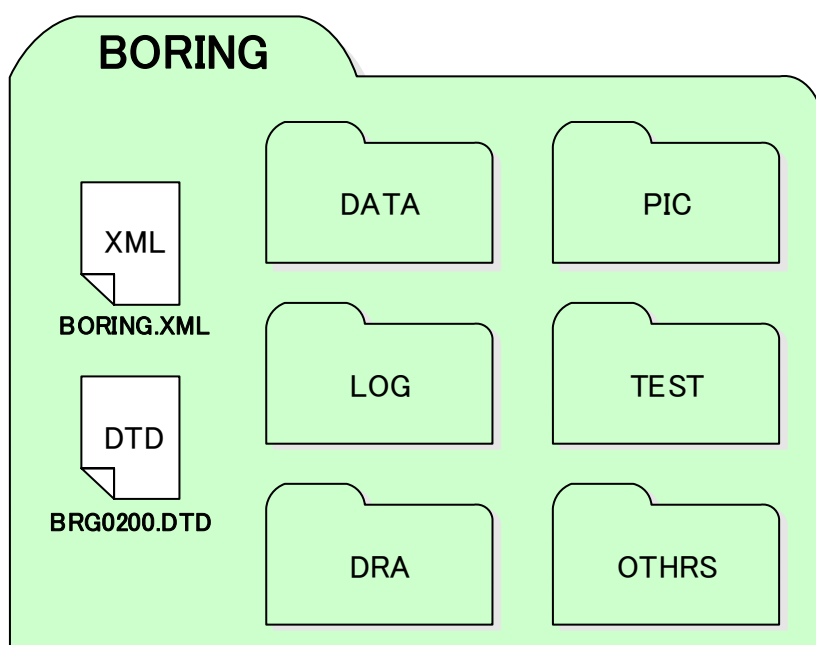 BORING
XML
BORING.XML
DTD
BRG0200.DTD
DATA
PIC
LOG
TEST
DRA
OTHRS